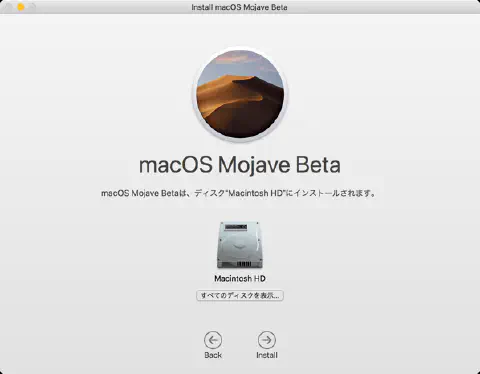 Install macOS Mojave Beta
macOS Mojave Beta
macOS Mojave Betaは、ディスク"Macintosh HD"にインストールされます。
Macintosh HD
すべてのディスクを表示...
Back
Install